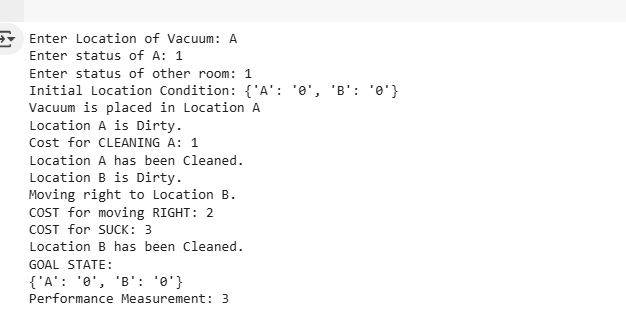 Enter Location of Vacuum: A
Enter status of A: 1
Enter status of other room: 1
Initial Location Condition: {'A': '0', 'B': '0'}
Vacuum is placed in Location A
Location A is Dirty.
Cost for CLEANING A: 1
Location A has been Cleaned.
Location B is Dirty.
Moving right to Location B.
COST for moving RIGHT: 2
COST for SUCK: 3
Location B has been Cleaned.
GOAL STATE:
{'A': '0', 'B': '0'}
Performance Measurement: 3